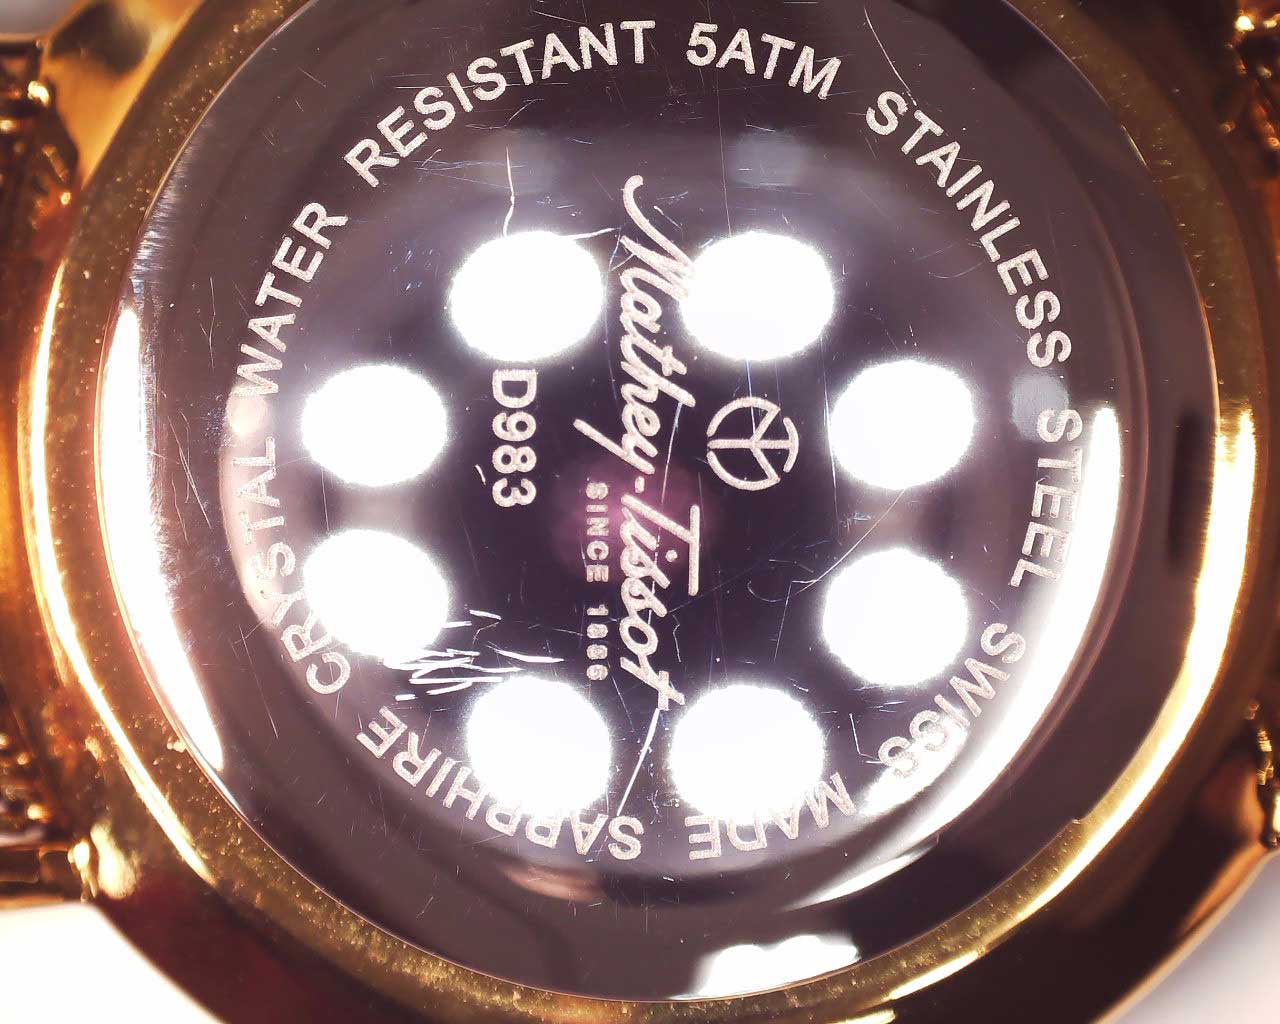 WATER RESISTANT 5ATM STAINLESS STEEL SWISS MADE SAPPHIRE CRYSTAL
Mathey-Tissot
SINCE 1886
D983